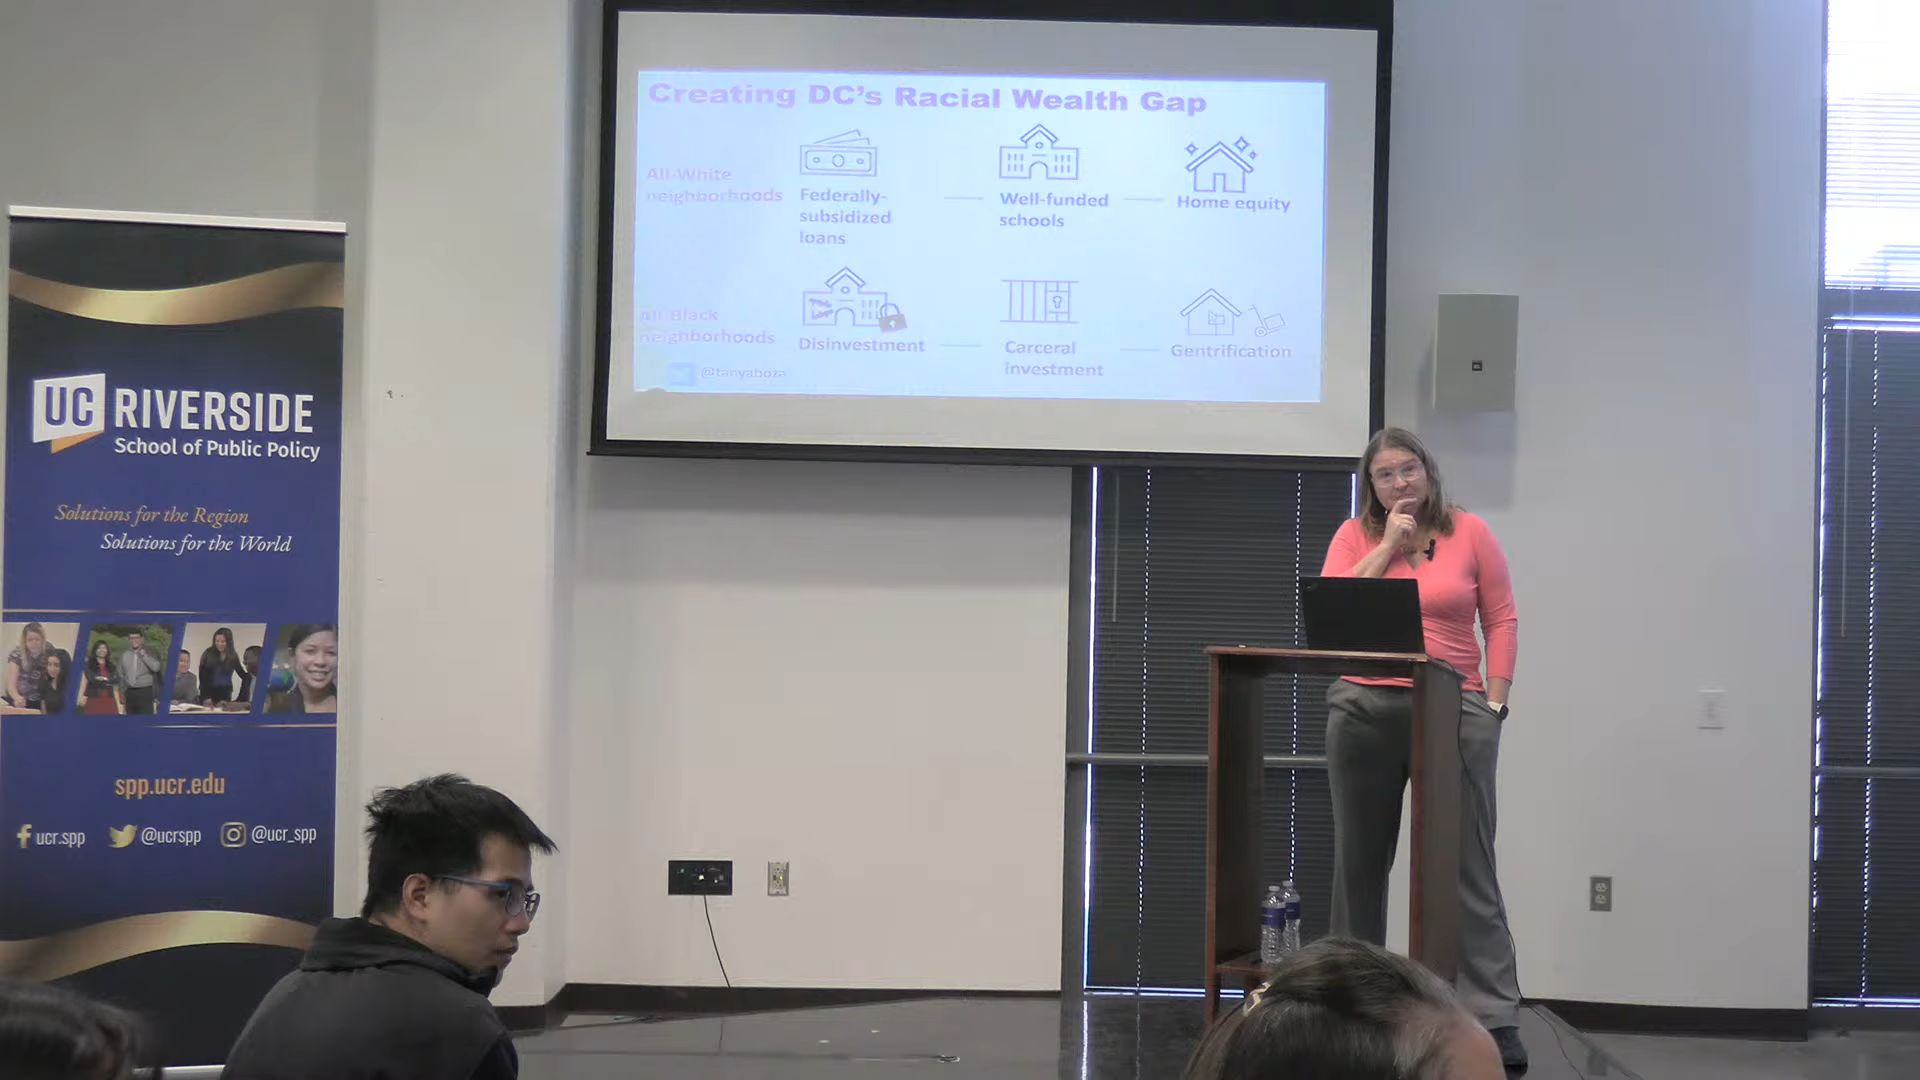 Creating DC's Racial Wealth Gap
All-White
neighborhoods
Federally-
subsidized
loans
Well-funded
schools
Home equity
All-Black
neighborhoods
Disinvestment
Carceral
investment
Gentrification
@tanyaboza
UC RIVERSIDE
School of Public Policy
Solutions for the Region
Solutions for the World
spp.ucr.edu
ucr.spp @ucrspp @ucr_spp